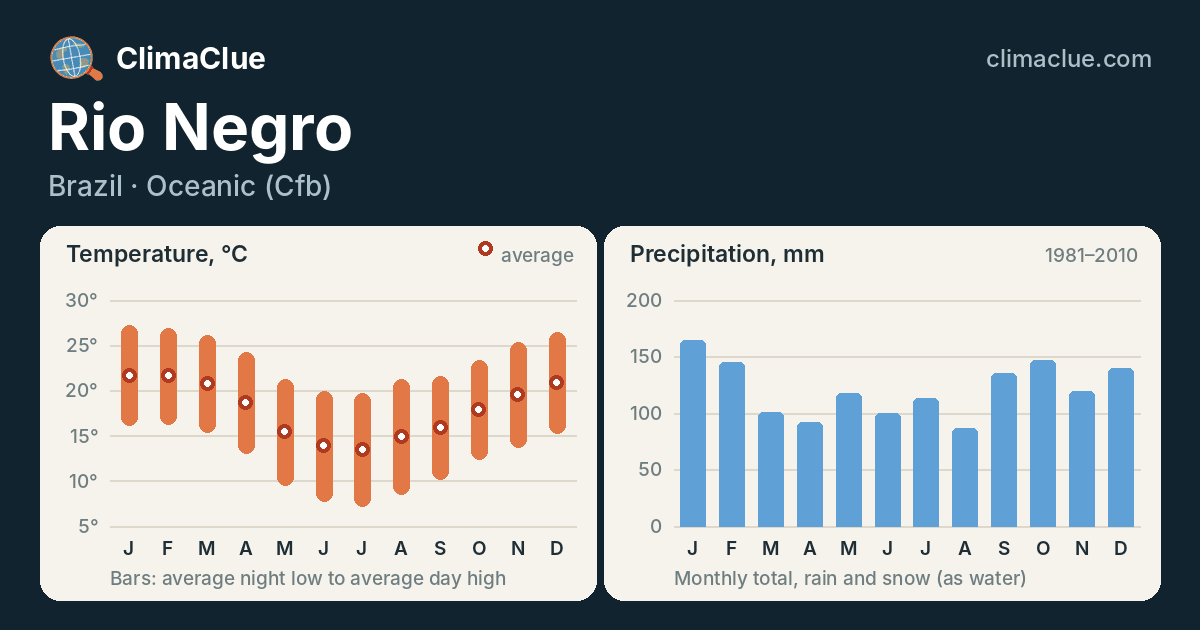 ClimaClue
climaclue.com
Rio Negro
Brazil · Oceanic (Cfb)
Temperature, °C
average
30°
25°
20°
15°
10°
5°
J F M A M J J A S O N D
Bars: average night low to average day high
Precipitation, mm
1981–2010
200
150
100
50
0
J F M A M J J A S O N D
Monthly total, rain and snow (as water)